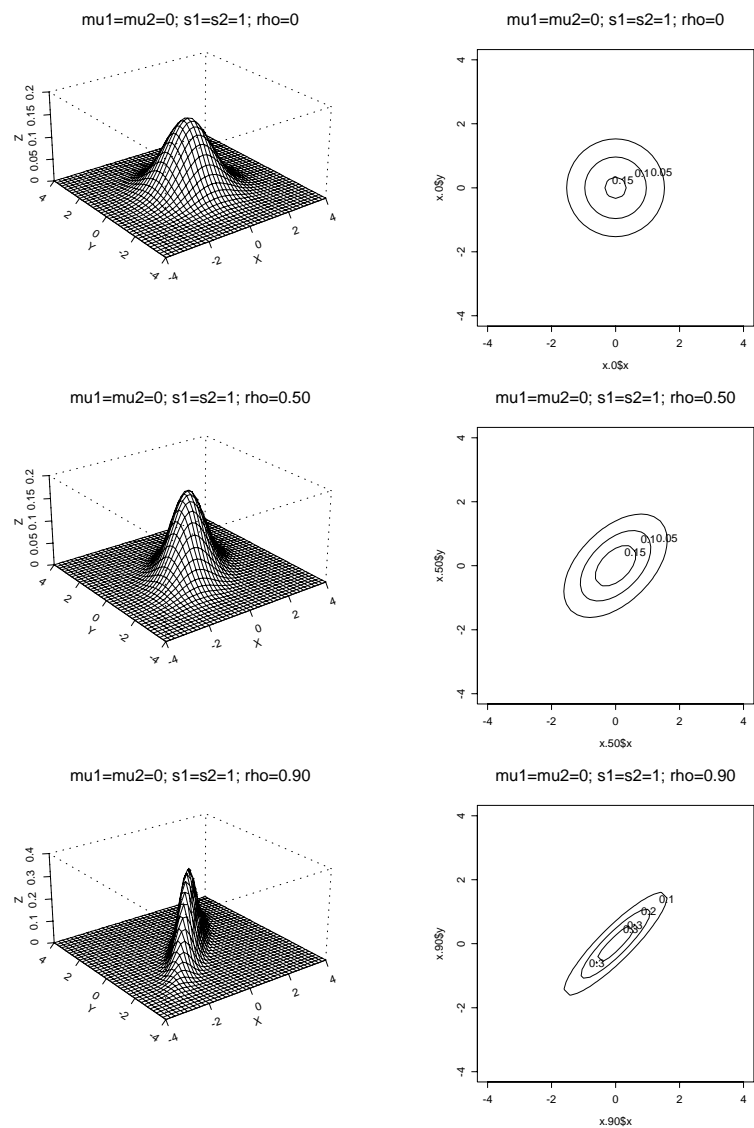 mu1=mu2=0; s1=s2=1; rho=0
0 0.05 0.1 0.15 0.2
Z
4 2 0 -2 -4
Y
-4 -2 0 2 4
X
mu1=mu2=0; s1=s2=1; rho=0
4
2
0
-2
-4
x.0$y
0.15 0.10 0.05
-4 -2 0 2 4
x.0$x
mu1=mu2=0; s1=s2=1; rho=0.50
0 0.05 0.1 0.15 0.2
Z
4 2 0 -2 -4
Y
-4 -2 0 2 4
X
mu1=mu2=0; s1=s2=1; rho=0.50
4
2
0
-2
-4
x.50$y
0.10 0.05
0.15
-4 -2 0 2 4
x.50$x
mu1=mu2=0; s1=s2=1; rho=0.90
0 0.1 0.2 0.3 0.4
Z
4 2 0 -2 -4
Y
-4 -2 0 2 4
X
mu1=mu2=0; s1=s2=1; rho=0.90
4
2
0
-2
-4
x.90$y
0.1
0.2
0.3
0.3
0.3
-4 -2 0 2 4
x.90$x